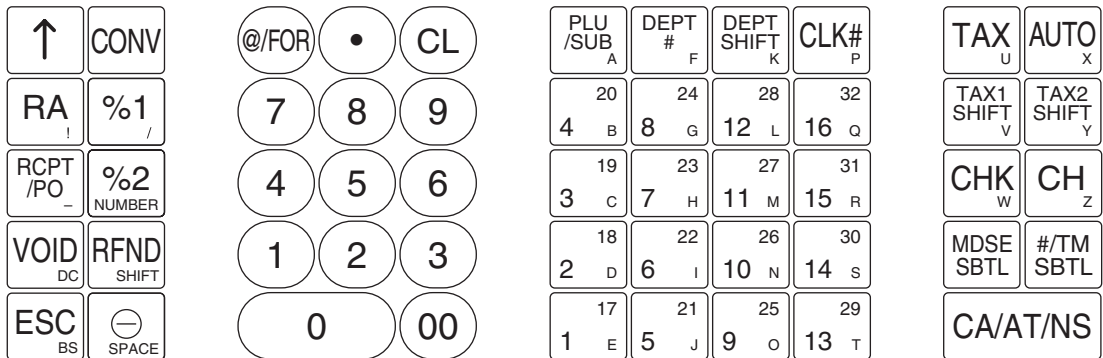 ↑ CONV @/FOR • CL PLU /SUB A DEPT # F DEPT SHIFT K CLK# P TAX U AUTO X
RA ! %1 / 7 8 9 20 4 B 24 8 G 28 12 L 32 16 Q TAX1 SHIFT V TAX2 SHIFT Y
RCPT /PO _ %2 NUMBER 4 5 6 19 3 C 23 7 H 27 11 M 31 15 R CHK W CH Z
VOID DC RFND SHIFT 1 2 3 18 2 D 22 6 I 26 10 N 30 14 S MDSE SBTL #/TM SBTL
ESC BS ⊖ SPACE 0 00 17 1 E 21 5 J 25 9 O 29 13 T CA/AT/NS